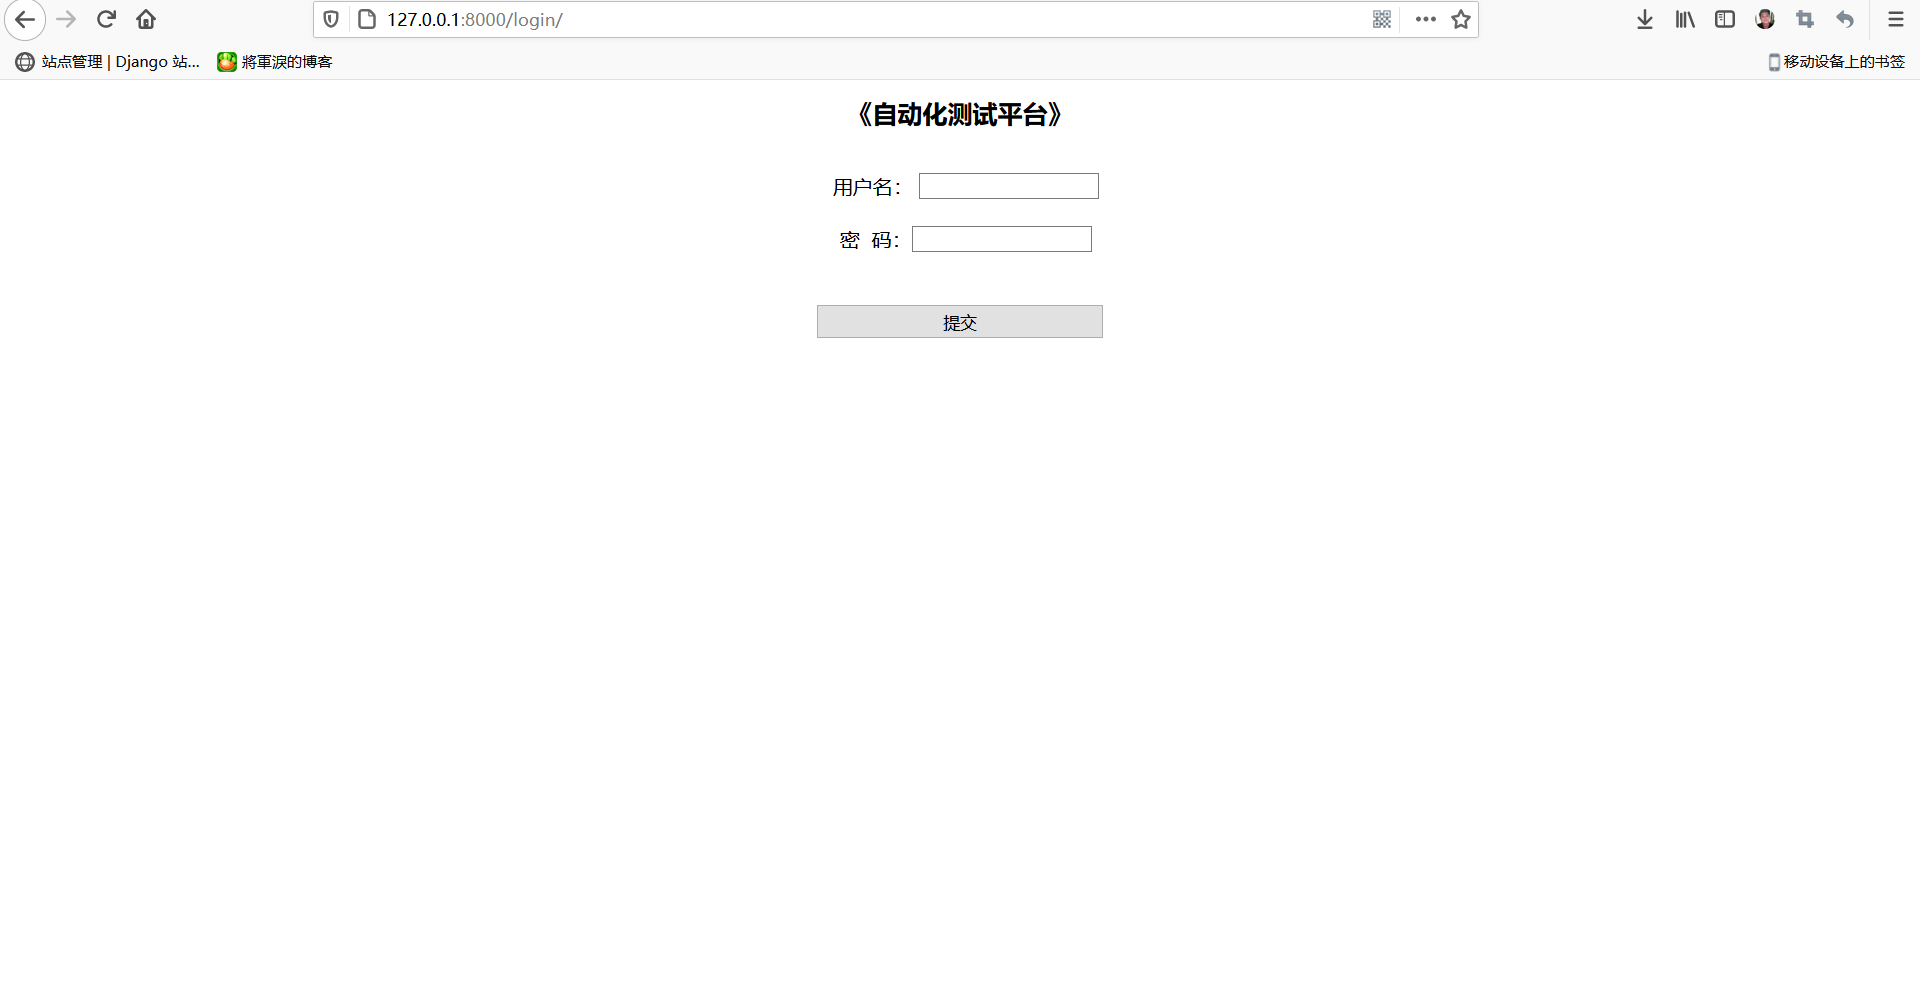 127.0.0.1:8000/login/
站点管理 | Django 站... 將軍淚的博客 移动设备上的书签
《自动化测试平台》
用户名：
密 码：
提交